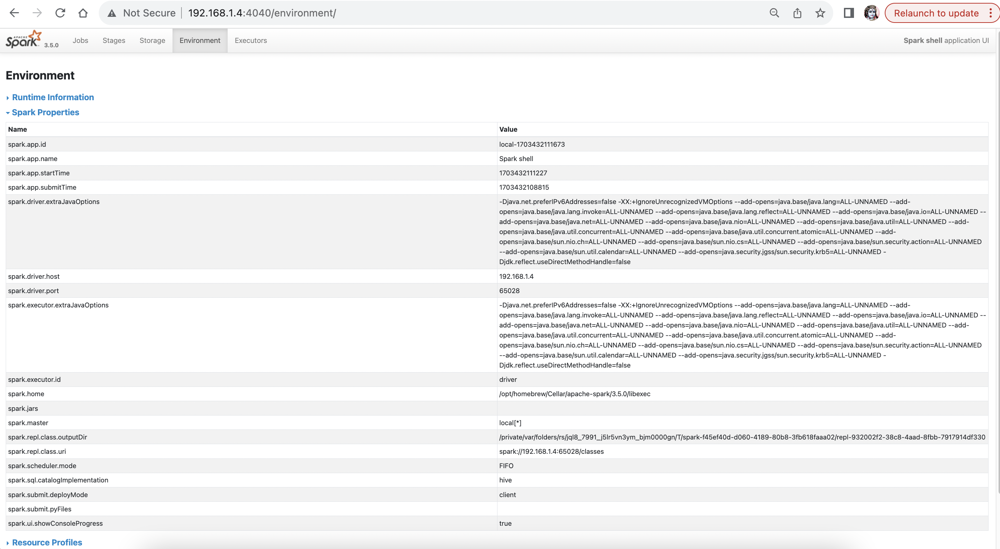 Not Secure 192.168.1.4:4040/environment/ Relaunch to update
APACHE Spark 3.5.0 Jobs Stages Storage Environment Executors Spark shell application UI
Environment
Runtime Information
Spark Properties
Name Value
spark.app.id local-1703432111673
spark.app.name Spark shell
spark.app.startTime 1703432111227
spark.app.submitTime 1703432108815
spark.driver.extraJavaOptions -Djava.net.preferIPv6Addresses=false -XX:+IgnoreUnrecognizedVMOptions --add-opens=java.base/java.lang=ALL-UNNAMED --add-
opens=java.base/java.lang.invoke=ALL-UNNAMED --add-opens=java.base/java.lang.reflect=ALL-UNNAMED --add-opens=java.base/java.io=ALL-UNNAMED --
add-opens=java.base/java.net=ALL-UNNAMED --add-opens=java.base/java.nio=ALL-UNNAMED --add-opens=java.base/java.util=ALL-UNNAMED --add-
opens=java.base/java.util.concurrent=ALL-UNNAMED --add-opens=java.base/java.util.concurrent.atomic=ALL-UNNAMED --add-
opens=java.base/sun.nio.ch=ALL-UNNAMED --add-opens=java.base/sun.nio.cs=ALL-UNNAMED --add-opens=java.base/sun.security.action=ALL-UNNAMED
--add-opens=java.base/sun.util.calendar=ALL-UNNAMED --add-opens=java.security.jgss/sun.security.krb5=ALL-UNNAMED -
Djdk.reflect.useDirectMethodHandle=false
spark.driver.host 192.168.1.4
spark.driver.port 65028
spark.executor.extraJavaOptions -Djava.net.preferIPv6Addresses=false -XX:+IgnoreUnrecognizedVMOptions --add-opens=java.base/java.lang=ALL-UNNAMED --add-
opens=java.base/java.lang.invoke=ALL-UNNAMED --add-opens=java.base/java.lang.reflect=ALL-UNNAMED --add-opens=java.base/java.io=ALL-UNNAMED --
add-opens=java.base/java.net=ALL-UNNAMED --add-opens=java.base/java.nio=ALL-UNNAMED --add-opens=java.base/java.util=ALL-UNNAMED --add-
opens=java.base/java.util.concurrent=ALL-UNNAMED --add-opens=java.base/java.util.concurrent.atomic=ALL-UNNAMED --add-
opens=java.base/sun.nio.ch=ALL-UNNAMED --add-opens=java.base/sun.nio.cs=ALL-UNNAMED --add-opens=java.base/sun.security.action=ALL-UNNAMED
--add-opens=java.base/sun.util.calendar=ALL-UNNAMED --add-opens=java.security.jgss/sun.security.krb5=ALL-UNNAMED -
Djdk.reflect.useDirectMethodHandle=false
spark.executor.id driver
spark.home /opt/homebrew/Cellar/apache-spark/3.5.0/libexec
spark.jars
spark.master local[*]
spark.repl.class.outputDir /private/var/folders/rs/jql8_7991_j5lr5vn3ym_bjm0000gn/T/spark-f45ef40d-d060-4189-80b8-3fb618faaa02/repl-932002f2-38c8-4aad-8fbb-7917914df330
spark.repl.class.uri spark://192.168.1.4:65028/classes
spark.scheduler.mode FIFO
spark.sql.catalogImplementation hive
spark.submit.deployMode client
spark.submit.pyFiles
spark.ui.showConsoleProgress true
Resource Profiles